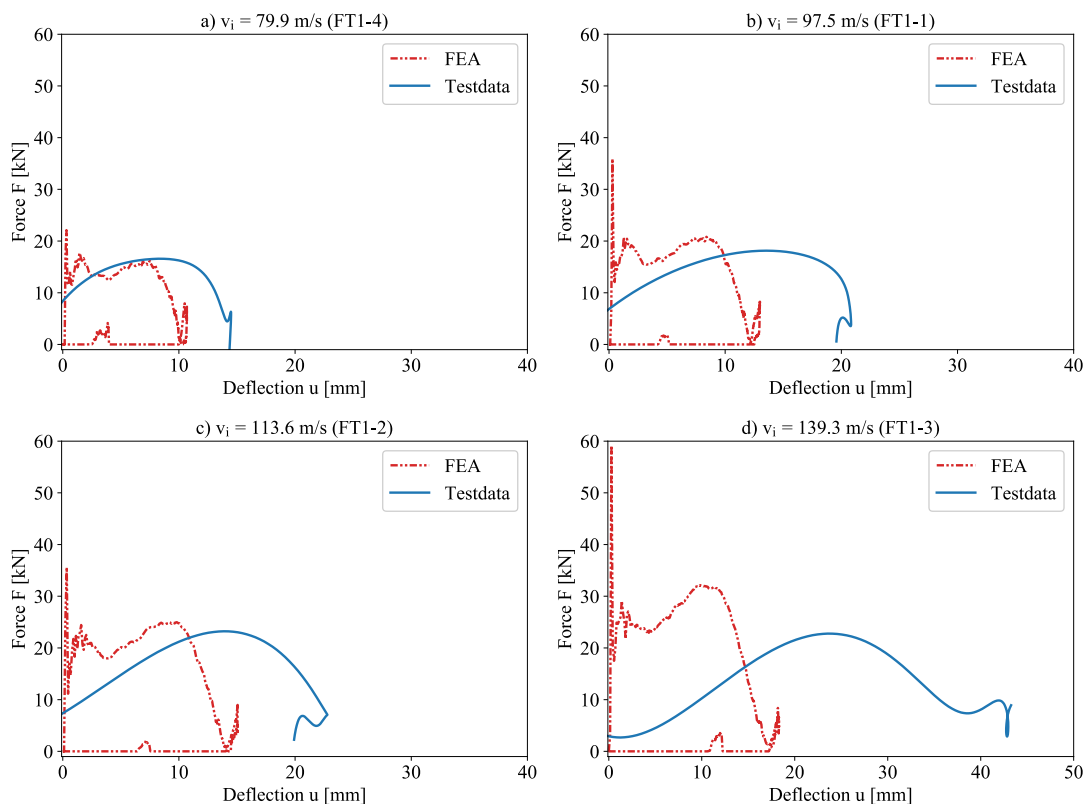 a) vᵢ = 79.9 m/s (FT1-4)
60
50
40
30
20
10
0
Force F [kN]
FEA
Testdata
0 10 20 30 40
Deflection u [mm]
b) vᵢ = 97.5 m/s (FT1-1)
60
50
40
30
20
10
0
Force F [kN]
FEA
Testdata
0 10 20 30 40
Deflection u [mm]
c) vᵢ = 113.6 m/s (FT1-2)
60
50
40
30
20
10
0
Force F [kN]
FEA
Testdata
0 10 20 30 40
Deflection u [mm]
d) vᵢ = 139.3 m/s (FT1-3)
60
50
40
30
20
10
0
Force F [kN]
FEA
Testdata
0 10 20 30 40 50
Deflection u [mm]